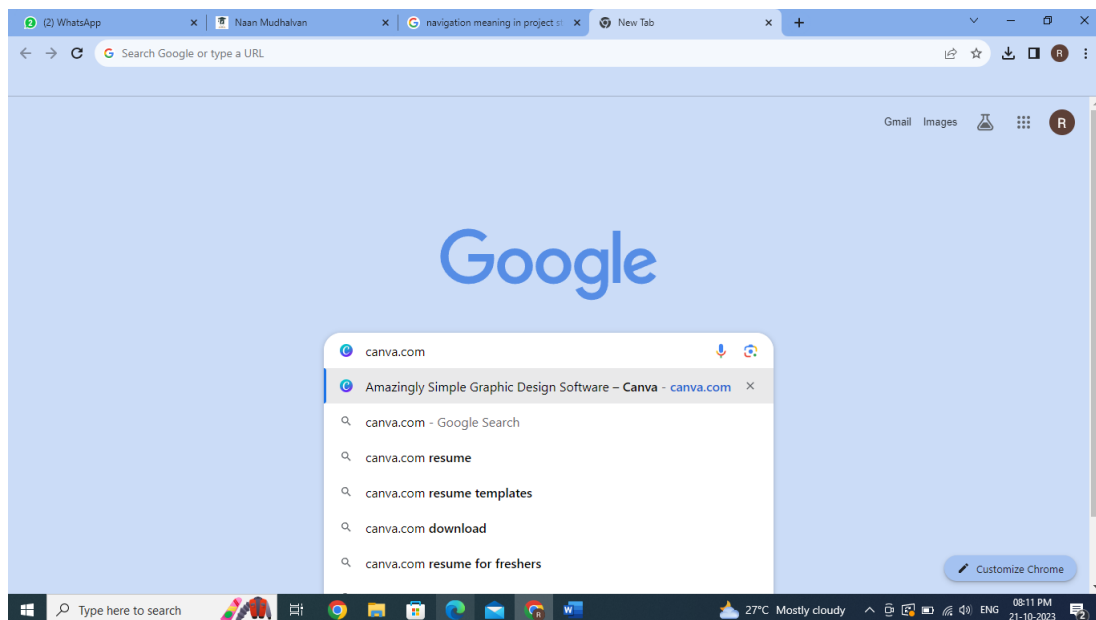 2 (2) WhatsApp
Naan Mudhalvan
G navigation meaning in project st
New Tab
G Search Google or type a URL
R
Gmail Images R
Google
canva.com
Amazingly Simple Graphic Design Software – Canva - canva.com
canva.com - Google Search
canva.com resume
canva.com resume templates
canva.com download
canva.com resume for freshers
Customize Chrome
Type here to search
27°C Mostly cloudy
ENG
08:11 PM
21-10-2023
2